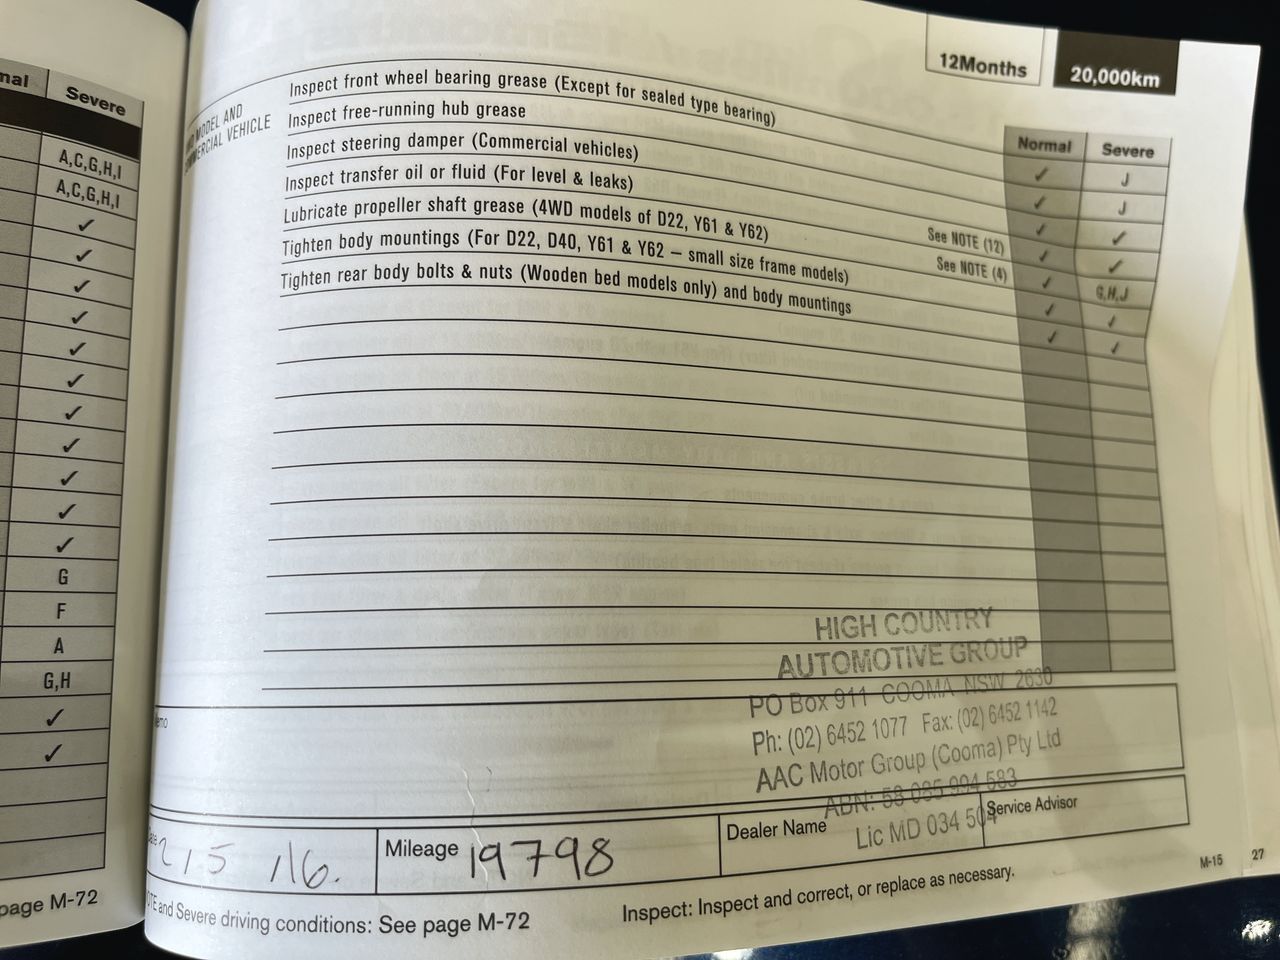 mal Severe
A,C,G,H,I
A,C,G,H,I
✓
✓
✓
✓
✓
✓
✓
✓
✓
✓
✓
G
F
A
G,H
✓
✓
page M-72
12Months 20,000km
Normal Severe
MODEL AND
COMMERCIAL VEHICLE
Inspect front wheel bearing grease (Except for sealed type bearing) ✓ J
Inspect free-running hub grease ✓ J
Inspect steering damper (Commercial vehicles) ✓ ✓
Inspect transfer oil or fluid (For level & leaks) See NOTE (12) ✓ ✓
Lubricate propeller shaft grease (4WD models of D22, Y61 & Y62) See NOTE (4) ✓ G,H,J
Tighten body mountings (For D22, D40, Y61 & Y62 – small size frame models) ✓ ✓
Tighten rear body bolts & nuts (Wooden bed models only) and body mountings ✓ ✓
HIGH COUNTRY
AUTOMOTIVE GROUP
PO Box 911 COOMA NSW 2630
Ph: (02) 6452 1077 Fax: (02) 6452 1142
AAC Motor Group (Cooma) Pty Ltd
ABN: 58 085 994 583
Lic MD 034 504
Mileage 19798
Dealer Name
Service Advisor
and Severe driving conditions: See page M-72
Inspect: Inspect and correct, or replace as necessary.
M-15 27